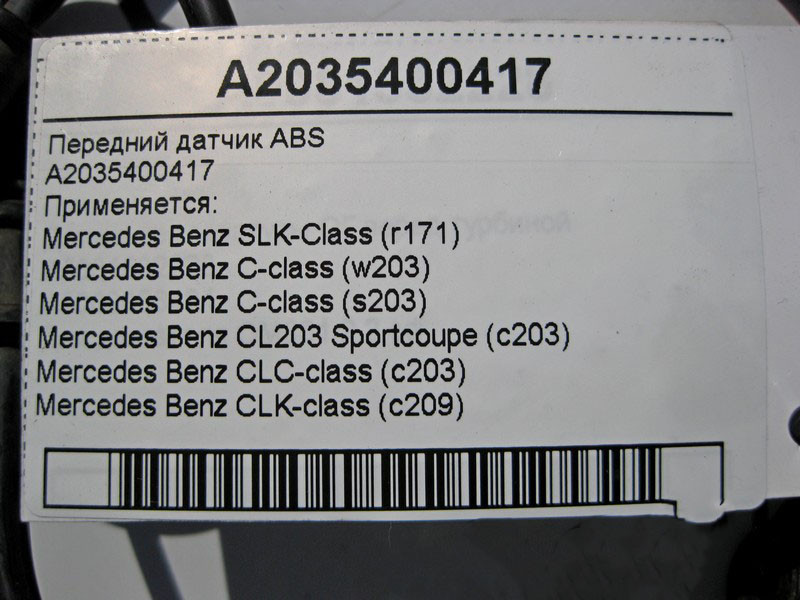 A2035400417
Передний датчик ABS
A2035400417
Применяется:
Mercedes Benz SLK-Class (r171)
Mercedes Benz C-class (w203)
Mercedes Benz C-class (s203)
Mercedes Benz CL203 Sportcoupe (c203)
Mercedes Benz CLC-class (c203)
Mercedes Benz CLK-class (c209)